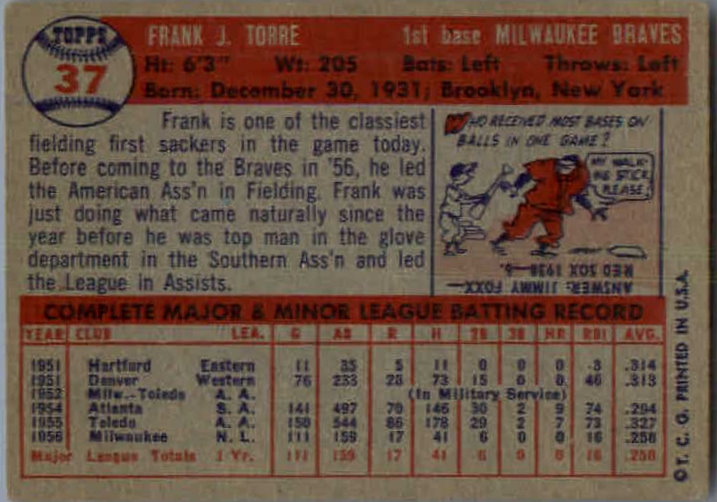 TOPPS
37
FRANK J. TORRE 1st base MILWAUKEE BRAVES
Ht: 6'3" Wt: 205 Bats: Left Throws: Left
Born: December 30, 1931; Brooklyn, New York
Frank is one of the classiest
fielding first sackers in the game today.
Before coming to the Braves in '56, he led
the American Ass'n in Fielding. Frank was
just doing what came naturally since the
year before he was top man in the glove
department in the Southern Ass'n and led
the League in Assists.
WHO RECEIVED MOST BASES ON
BALLS IN ONE GAME?
MY WALK-
ING STICK
PLEASE!
ANSWER: JIMMY FOXX—
RED SOX 1938—6.
COMPLETE MAJOR & MINOR LEAGUE BATTING RECORD
YEAR CLUB LEA. G AB R H 2B 3B HR RBI AVG.
1951 Hartford Eastern 11 35 5 11 0 0 0 3 .314
1951 Denver Western 76 233 28 73 15 0 0 46 .313
1952 Milw.-Toledo A. A. (In Military Service)
1954 Atlanta S. A. 141 497 70 146 30 2 9 74 .294
1955 Toledo A. A. 150 544 86 178 29 2 7 73 .327
1956 Milwaukee N. L. 111 159 17 41 6 0 0 16 .258
Major League Totals 1 Yr. 111 159 17 41 6 0 0 16 .258
© T. C. G. PRINTED IN U.S.A.